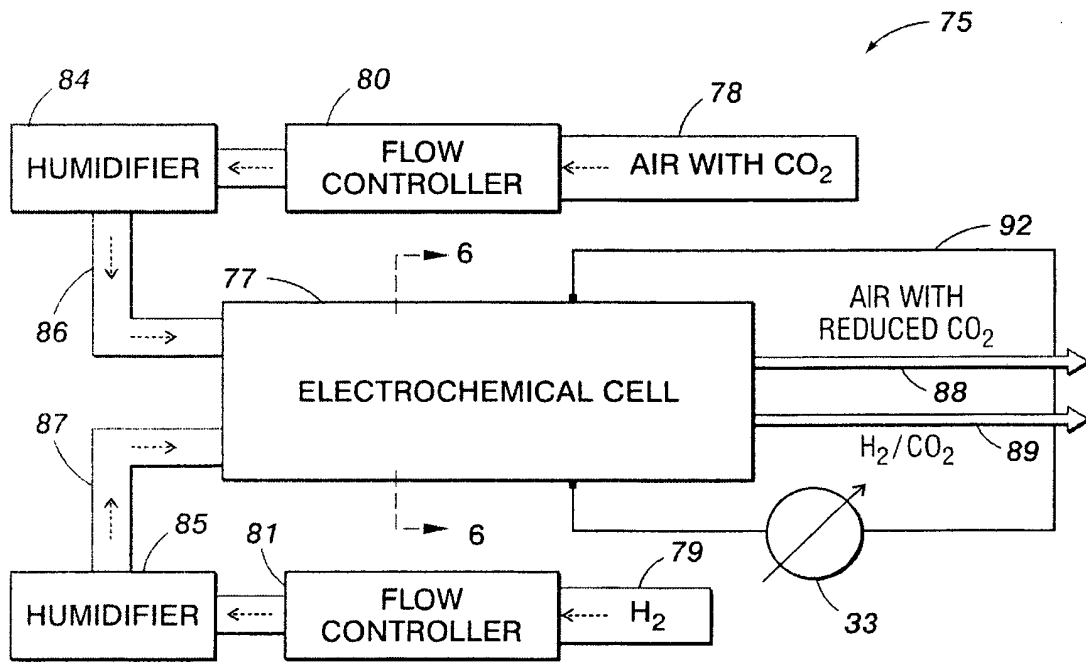 75
84
80
78
HUMIDIFIER
FLOW
CONTROLLER
AIR WITH CO₂
92
6
77
86
AIR WITH
REDUCED CO₂
ELECTROCHEMICAL CELL
88
87
H₂/CO₂
89
85
81
6
79
HUMIDIFIER
FLOW
CONTROLLER
H₂
33